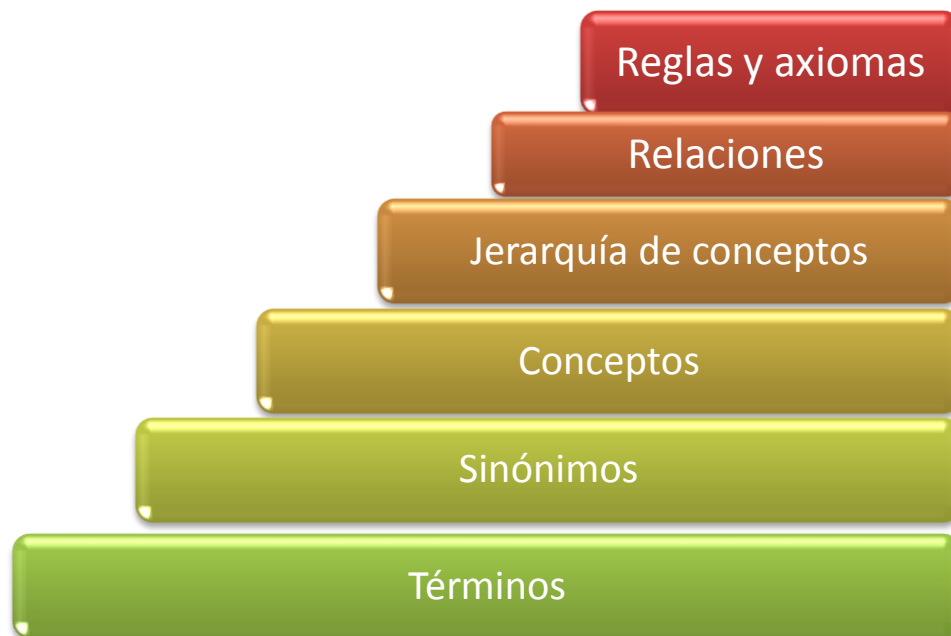 Reglas y axiomas
Relaciones
Jerarquía de conceptos
Conceptos
Sinónimos
Términos